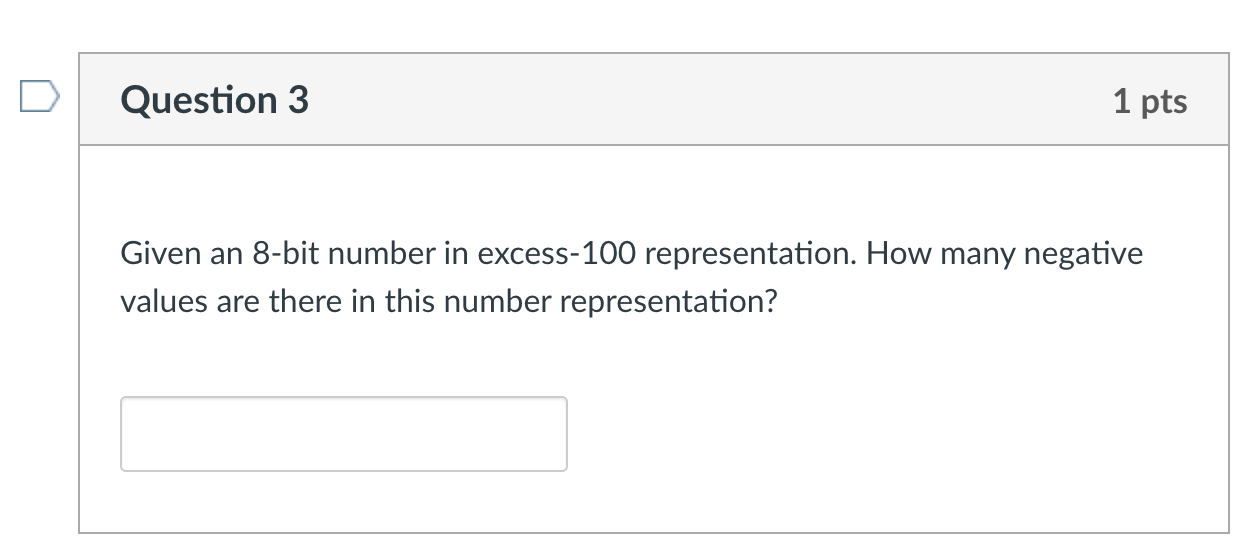 Question 3
1 pts
Given an 8-bit number in excess-100 representation. How many negative
values are there in this number representation?